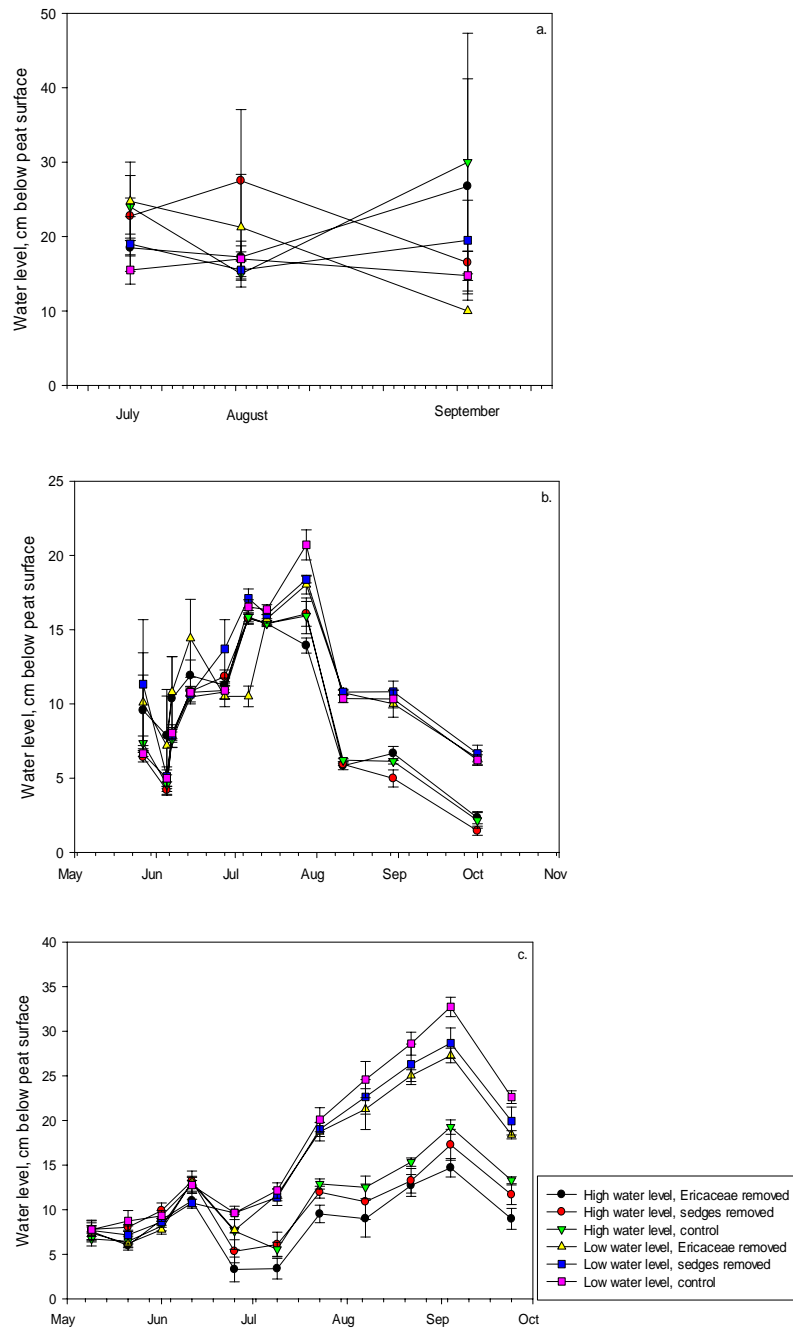 a.
Water level, cm below peat surface
50
40
30
20
10
0
July
August
September
b.
Water level, cm below peat surface
25
20
15
10
5
0
May
Jun
Jul
Aug
Sep
Oct
Nov
c.
Water level, cm below peat surface
40
35
30
25
20
15
10
5
0
May
Jun
Jul
Aug
Sep
Oct
High water level, Ericaceae removed
High water level, sedges removed
High water level, control
Low water level, Ericaceae removed
Low water level, sedges removed
Low water level, control